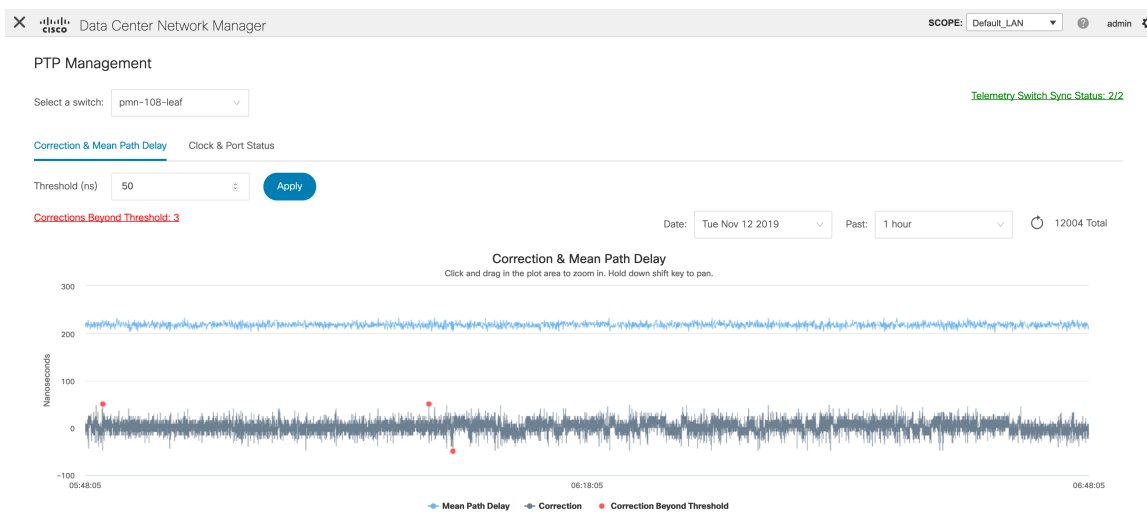 cisco Data Center Network Manager SCOPE: Default_LAN ? admin
PTP Management
Select a switch: pmn-108-leaf
Telemetry Switch Sync Status: 2/2
Correction & Mean Path Delay Clock & Port Status
Threshold (ns) 50 Apply
Corrections Beyond Threshold: 3
Date: Tue Nov 12 2019 Past: 1 hour 12004 Total
Correction & Mean Path Delay
Click and drag in the plot area to zoom in. Hold down shift key to pan.
Nanoseconds
300
200
100
0
-100
05:48:05 06:18:05 06:48:05
Mean Path Delay Correction Correction Beyond Threshold